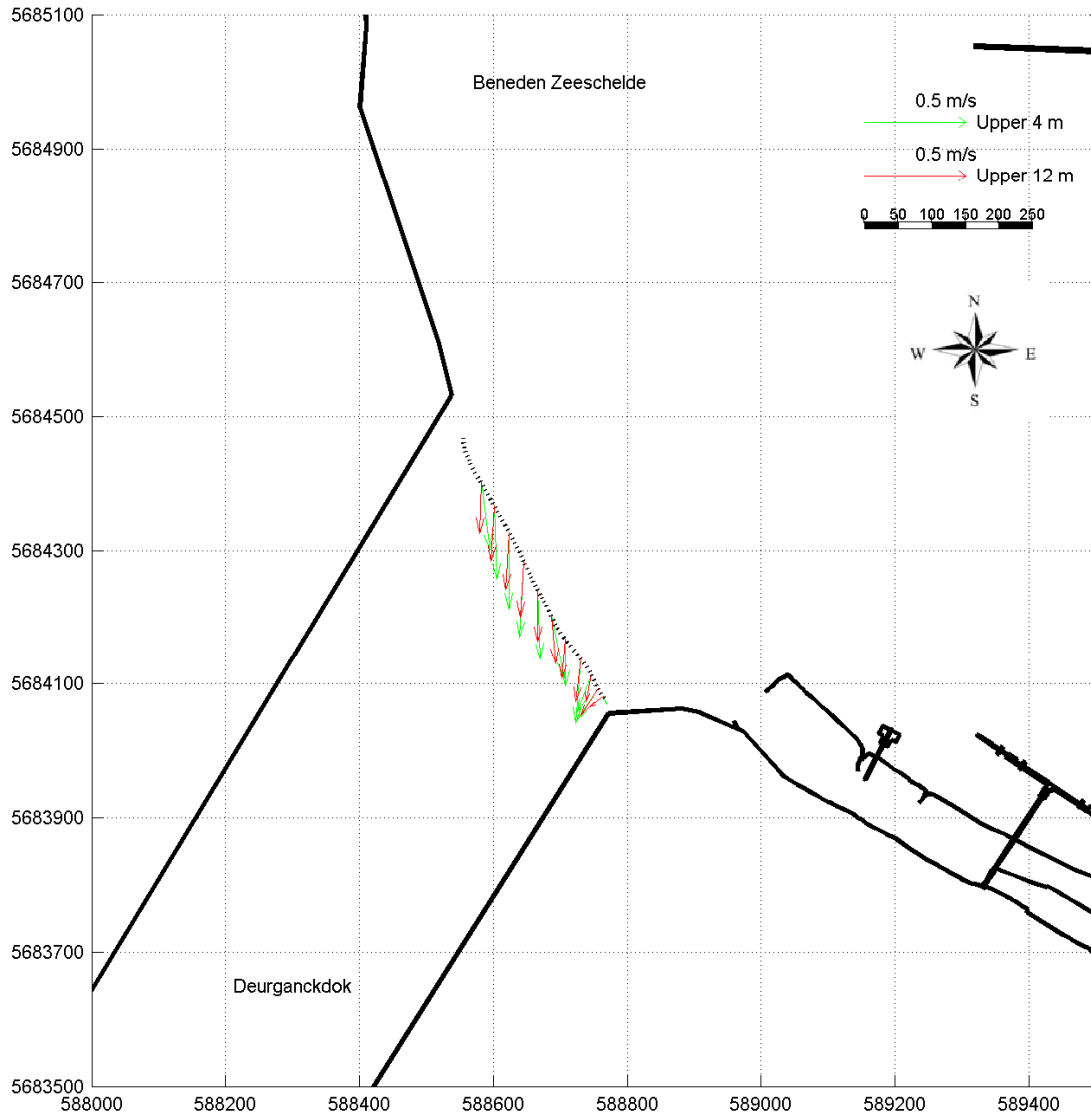 5685100
Beneden Zeeschelde
0.5 m/s
Upper 4 m
5684900
0.5 m/s
Upper 12 m
0 50 100 150 200 250
5684700
N
W E
S
5684500
5684300
5684100
5683900
5683700
Deurganckdok
5683500
588000 588200 588400 588600 588800 589000 589200 589400